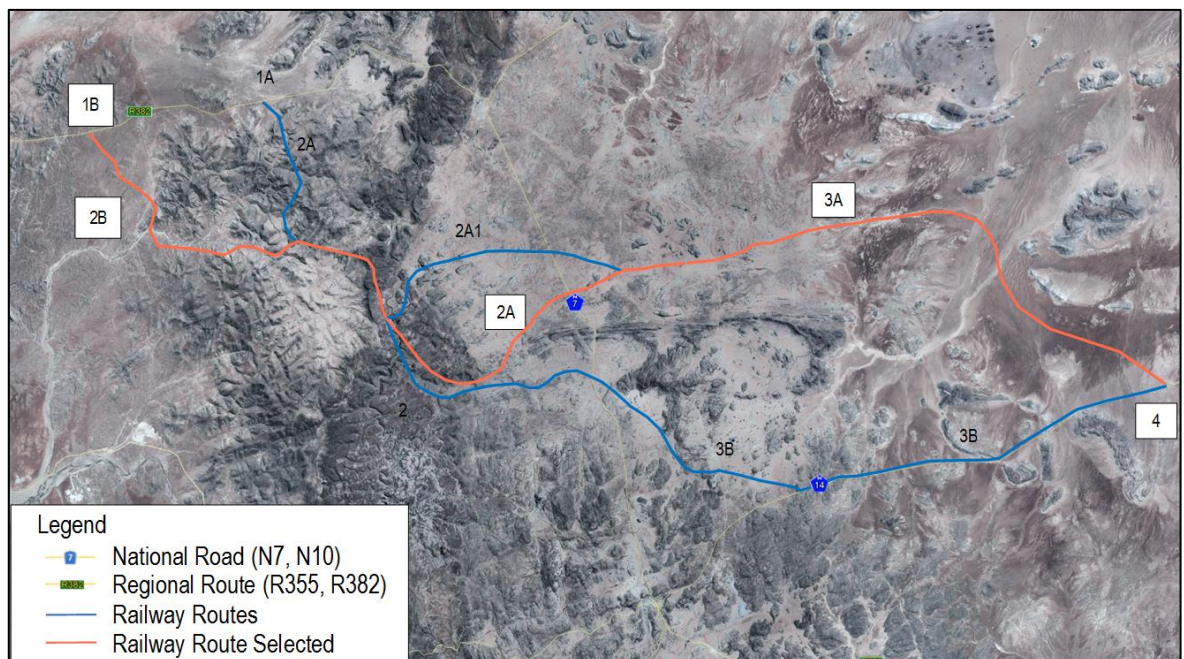 1A
1B
R382
2A
2B
3A
2A1
2A
N
7
2
3B
3B
4
N
14
Legend
7
National Road (N7, N10)
R382
Regional Route (R355, R382)
Railway Routes
Railway Route Selected